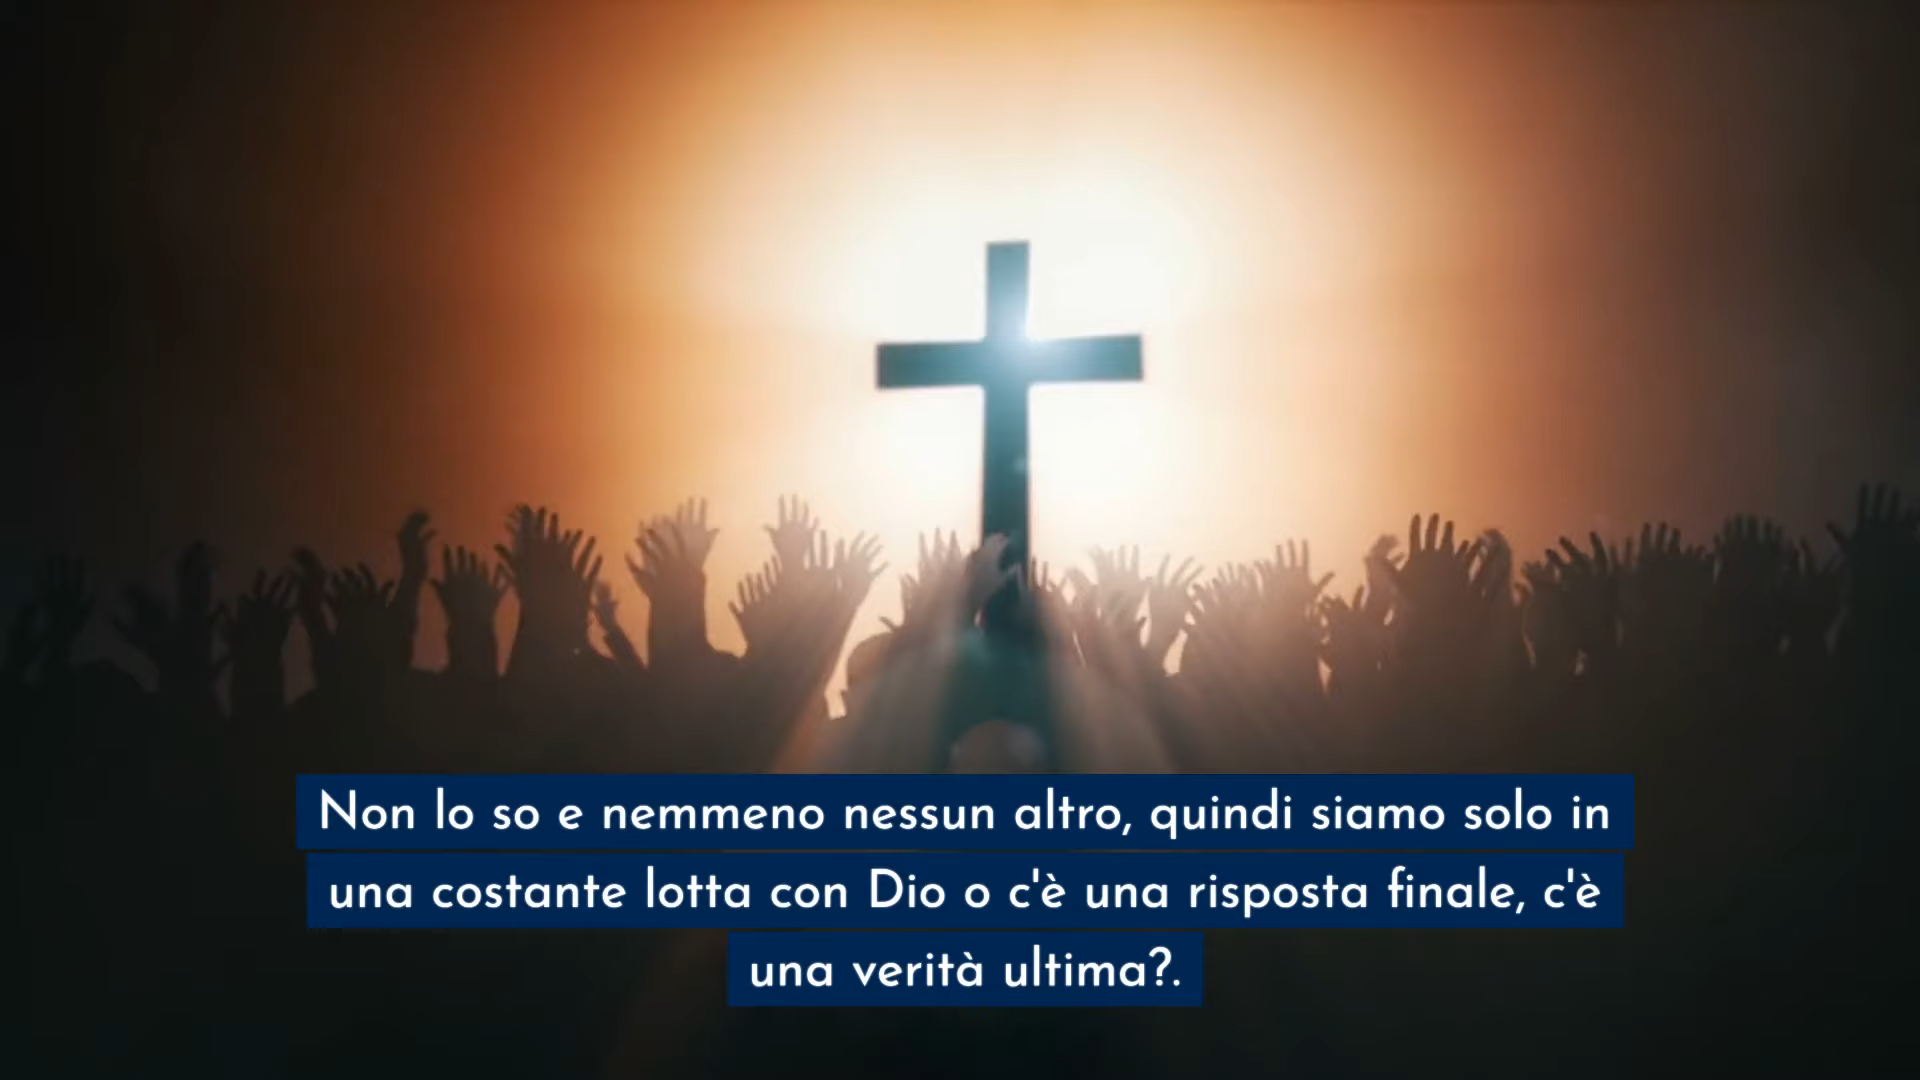 Non lo so e nemmeno nessun altro, quindi siamo solo in
una costante lotta con Dio o c'è una risposta finale, c'è
una verità ultima?.